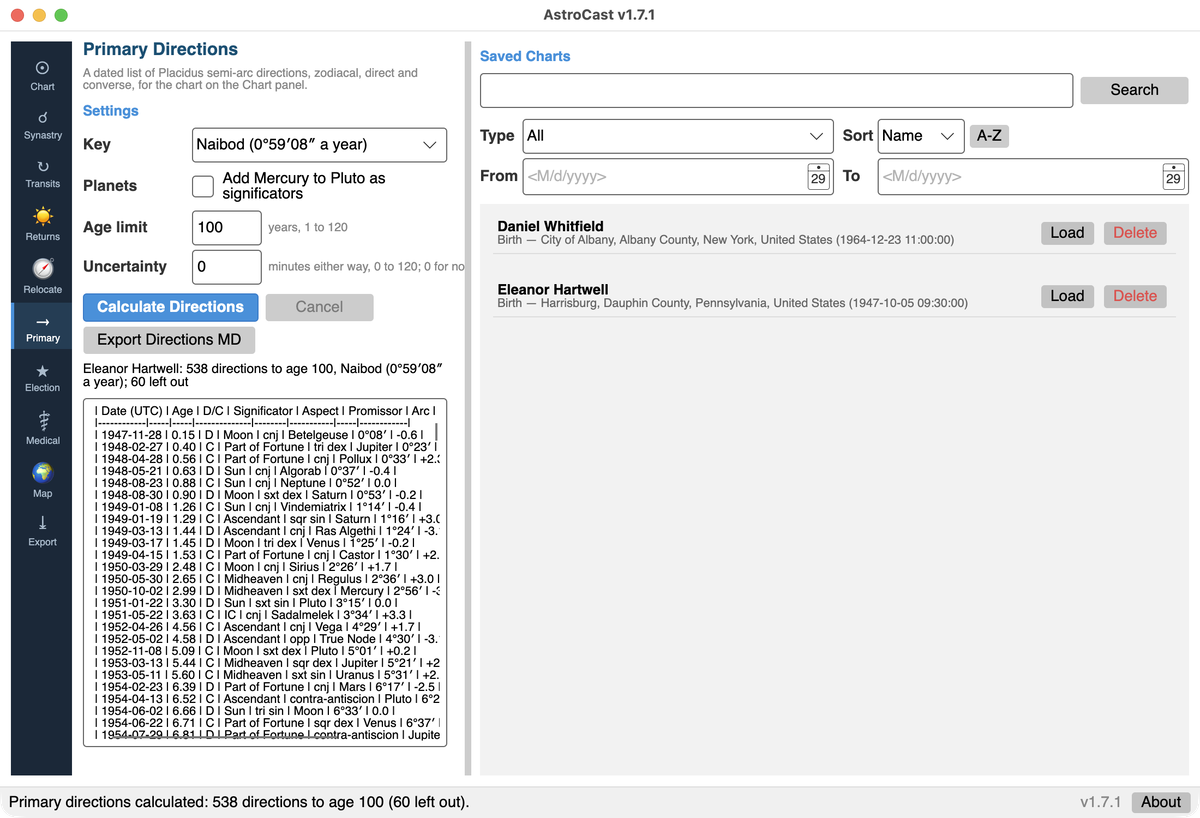 AstroCast v1.7.1
Chart
Synastry
Transits
Returns
Relocate
Primary
Election
Medical
Map
Export
Primary Directions
A dated list of Placidus semi-arc directions, zodiacal, direct and
converse, for the chart on the Chart panel.
Settings
Key
Naibod (0°59′08″ a year)
Planets
Add Mercury to Pluto as
significators
Age limit
100
years, 1 to 120
Uncertainty
0
minutes either way, 0 to 120; 0 for no
Calculate Directions
Cancel
Export Directions MD
Eleanor Hartwell: 538 directions to age 100, Naibod (0°59′08″
a year); 60 left out
| Date (UTC) | Age | D/C | Significator | Aspect | Promissor | Arc |
|------------|-----|-----|--------------|--------|-----------|-----|------------|
| 1947-11-28 | 0.15 | D | Moon | cnj | Betelgeuse | 0°08′ | -0.6 |
| 1948-02-27 | 0.40 | C | Part of Fortune | tri dex | Jupiter | 0°23′ |
| 1948-04-28 | 0.56 | C | Part of Fortune | cnj | Pollux | 0°33′ | +2.3
| 1948-05-21 | 0.63 | D | Sun | cnj | Algorab | 0°37′ | -0.4 |
| 1948-08-23 | 0.88 | C | Sun | cnj | Neptune | 0°52′ | 0.0 |
| 1948-08-30 | 0.90 | D | Moon | sxt dex | Saturn | 0°53′ | -0.2 |
| 1949-01-08 | 1.26 | C | Sun | cnj | Vindemiatrix | 1°14′ | -0.4 |
| 1949-01-19 | 1.29 | C | Ascendant | sqr sin | Saturn | 1°16′ | +3.0
| 1949-03-13 | 1.44 | D | Ascendant | cnj | Ras Algethi | 1°24′ | -3.
| 1949-03-17 | 1.45 | D | Moon | tri dex | Venus | 1°25′ | -0.2 |
| 1949-04-15 | 1.53 | C | Part of Fortune | cnj | Castor | 1°30′ | +2.
| 1950-03-29 | 2.48 | C | Moon | cnj | Sirius | 2°26′ | +1.7 |
| 1950-05-30 | 2.65 | C | Midheaven | cnj | Regulus | 2°36′ | +3.0 |
| 1950-10-02 | 2.99 | D | Midheaven | sxt dex | Mercury | 2°56′ |
| 1951-01-22 | 3.30 | D | Sun | sxt sin | Pluto | 3°15′ | 0.0 |
| 1951-05-22 | 3.63 | C | IC | cnj | Sadalmelek | 3°34′ | +3.3 |
| 1952-04-26 | 4.56 | C | Ascendant | cnj | Vega | 4°29′ | +1.7 |
| 1952-05-02 | 4.58 | D | Ascendant | opp | True Node | 4°30′ | -3.
| 1952-11-08 | 5.09 | C | Moon | sxt dex | Pluto | 5°01′ | +0.2 |
| 1953-03-13 | 5.44 | C | Midheaven | sqr dex | Jupiter | 5°21′ | +2
| 1953-05-11 | 5.60 | C | Midheaven | sxt sin | Uranus | 5°31′ | +2.
| 1954-02-23 | 6.39 | D | Part of Fortune | cnj | Mars | 6°17′ | -2.5 |
| 1954-04-13 | 6.52 | C | Ascendant | contra-antiscion | Pluto | 6°2
| 1954-06-02 | 6.66 | D | Sun | tri sin | Moon | 6°33′ | 0.0 |
| 1954-06-22 | 6.71 | C | Part of Fortune | sqr dex | Venus | 6°37′ |
| 1954-07-29 | 6.81 | D | Part of Fortune | contra-antiscion | Jupite
Saved Charts
Search
Type
All
Sort
Name
A-Z
From
<M/d/yyyy>
29
To
<M/d/yyyy>
29
Daniel Whitfield
Birth — City of Albany, Albany County, New York, United States (1964-12-23 11:00:00)
Load
Delete
Eleanor Hartwell
Birth — Harrisburg, Dauphin County, Pennsylvania, United States (1947-10-05 09:30:00)
Load
Delete
Primary directions calculated: 538 directions to age 100 (60 left out).
v1.7.1
About